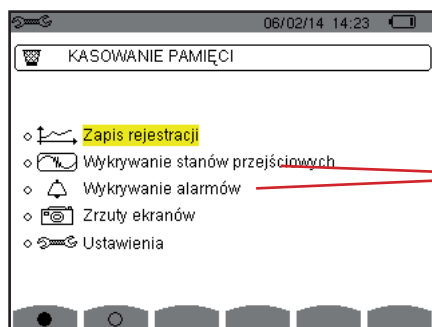 06/02/14 14:23
KASOWANIE PAMIĘCI
Zapis rejestracji
Wykrywanie stanów przejściowych
Wykrywanie alarmów
Zrzuty ekranów
Ustawienia